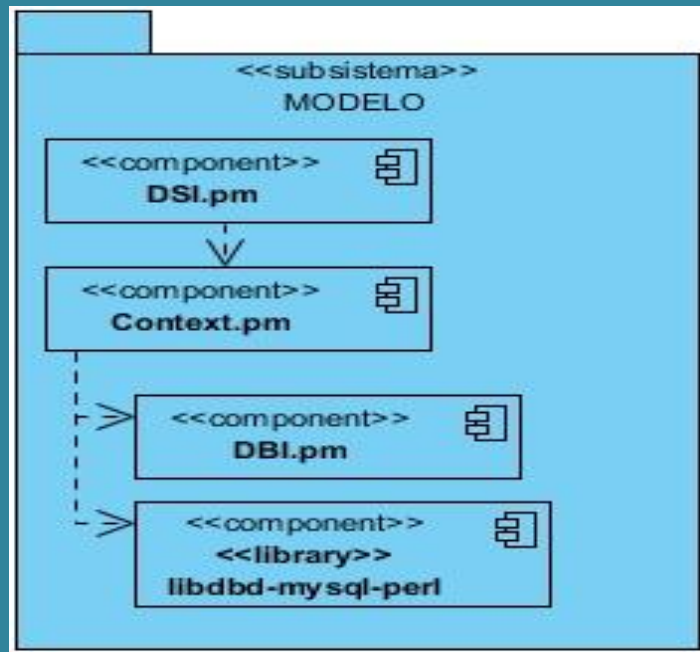 <<subsistema>>
MODELO
<<component>>
DSI.pm
<<component>>
Context.pm
<<component>>
DBI.pm
<<component>>
<<library>>
libdbd-mysql-perl